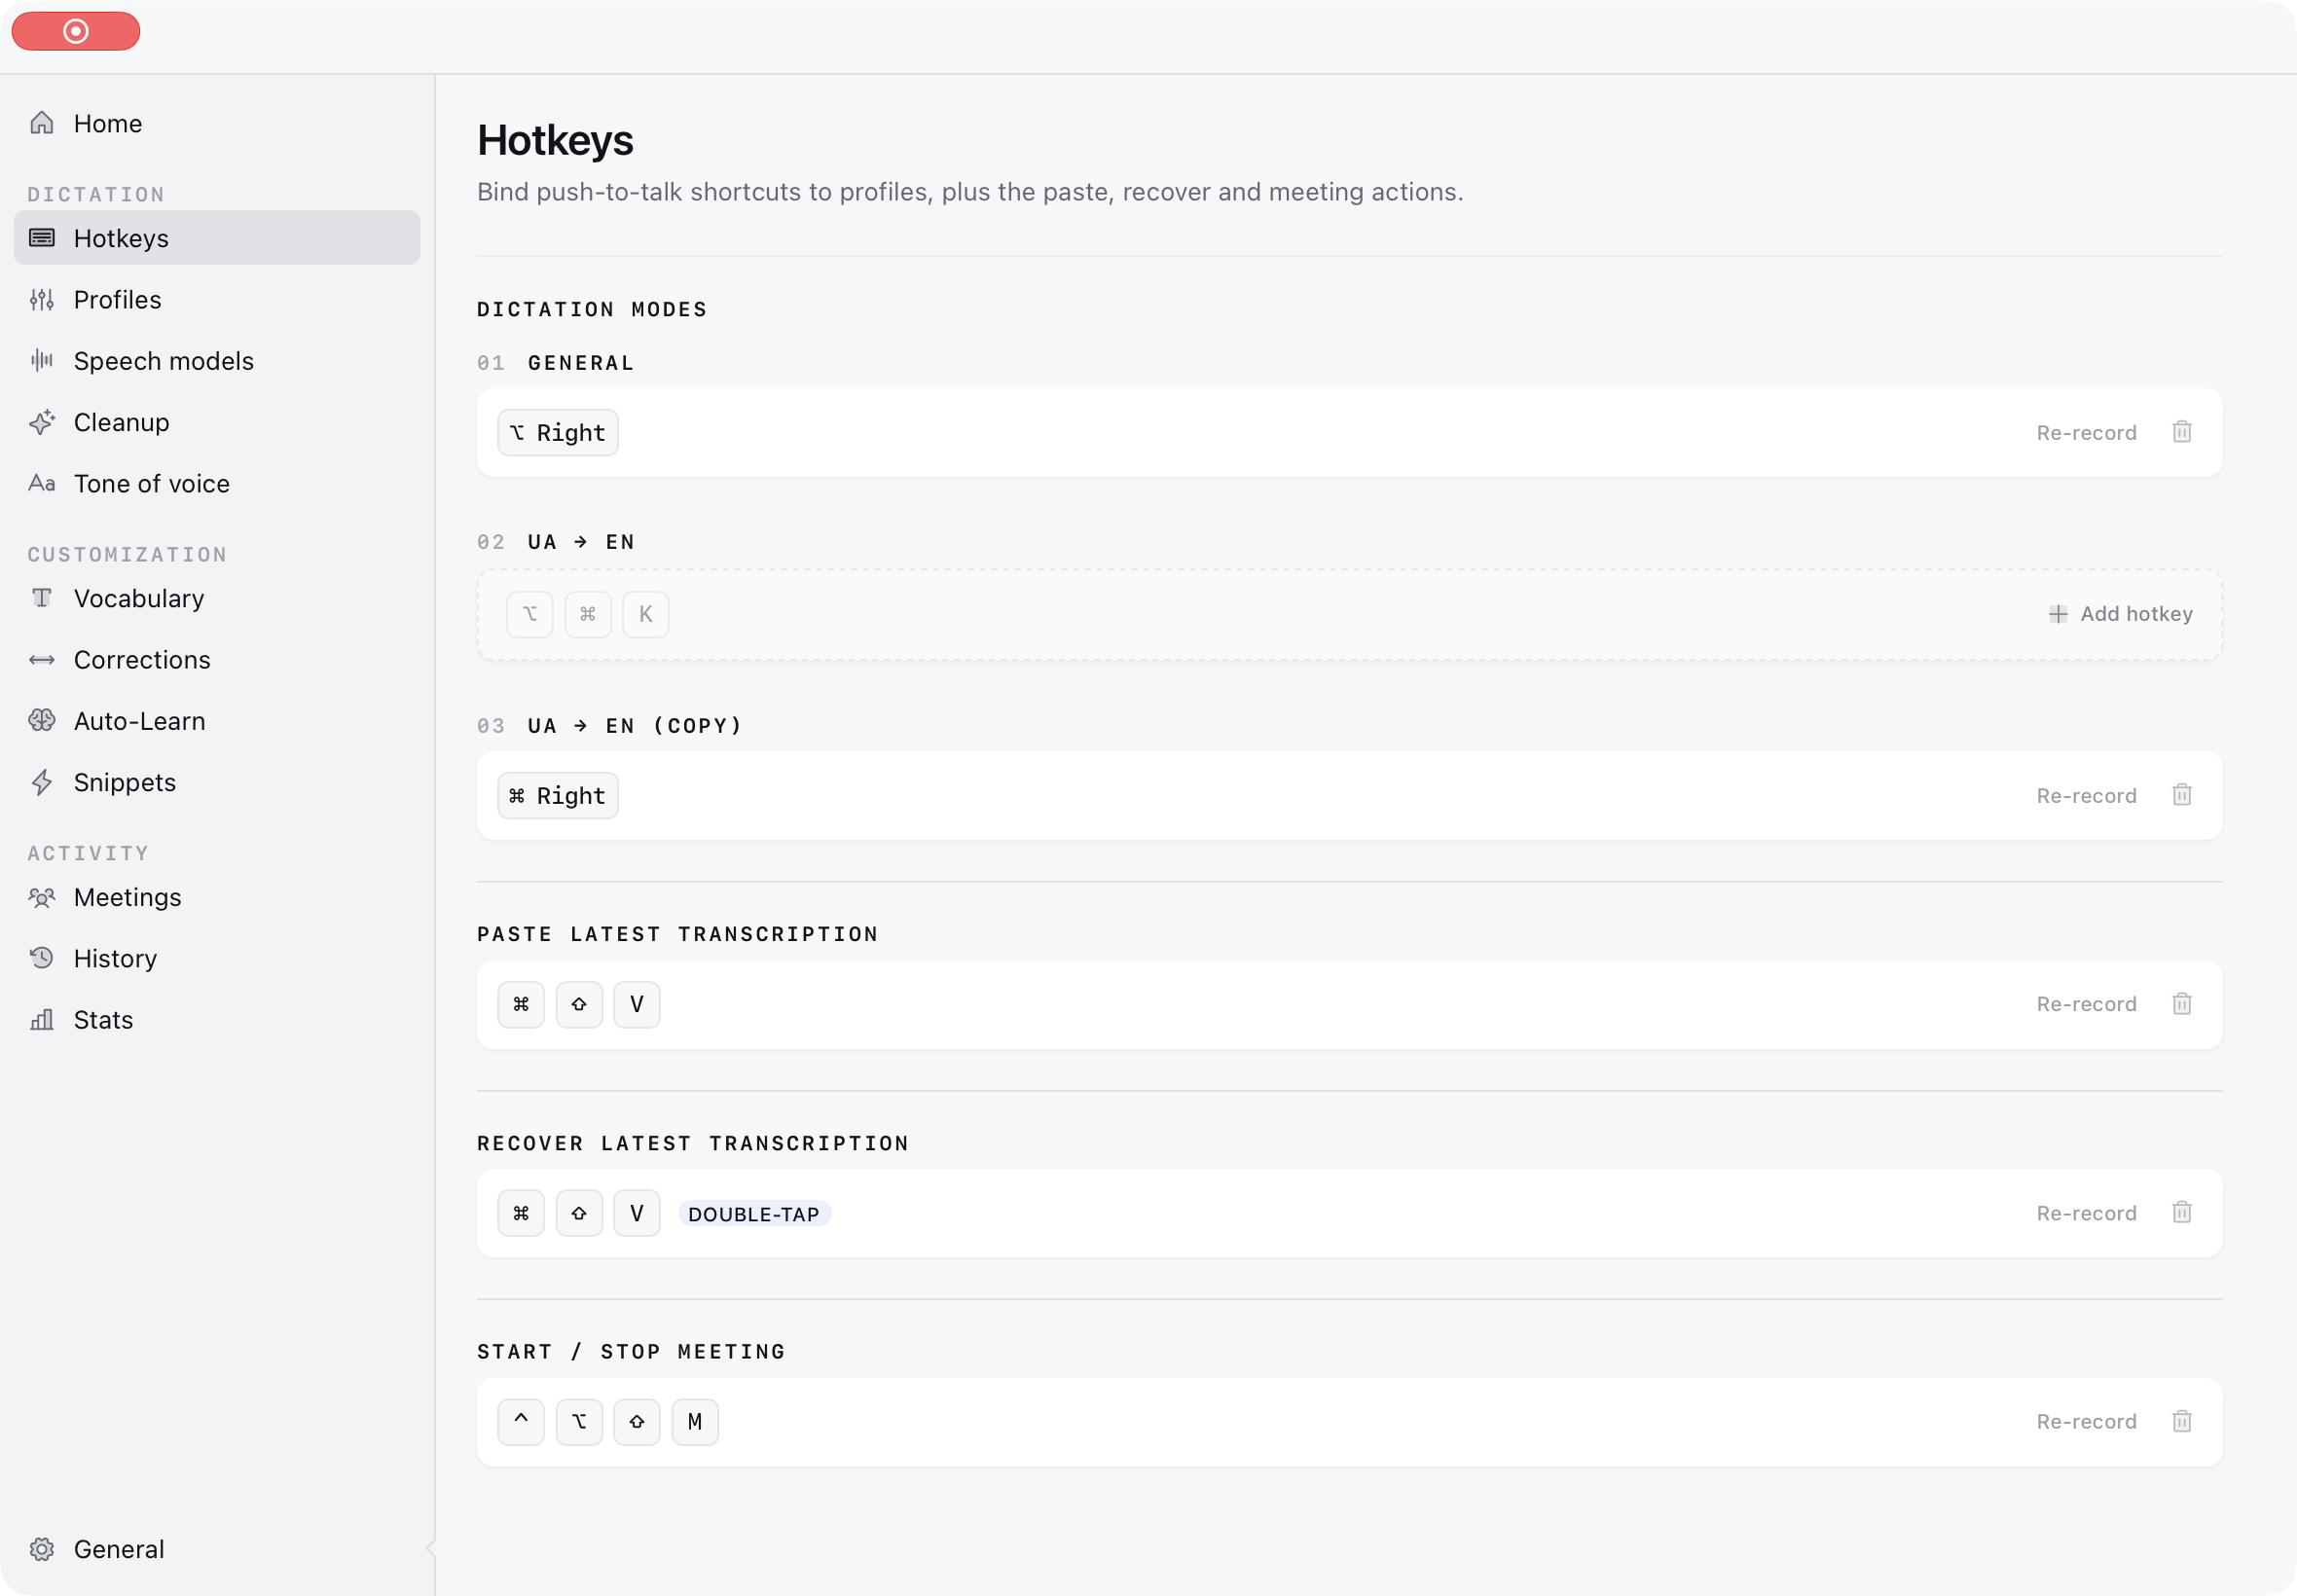 Home
DICTATION
Hotkeys
Profiles
Speech models
Cleanup
Aa Tone of voice
CUSTOMIZATION
Vocabulary
Corrections
Auto-Learn
Snippets
ACTIVITY
Meetings
History
Stats
General
Hotkeys
Bind push-to-talk shortcuts to profiles, plus the paste, recover and meeting actions.
DICTATION MODES
01 GENERAL
⌥ Right Re-record
02 UA → EN
⌥ ⌘ K + Add hotkey
03 UA → EN (COPY)
⌘ Right Re-record
PASTE LATEST TRANSCRIPTION
⌘ ⇧ V Re-record
RECOVER LATEST TRANSCRIPTION
⌘ ⇧ V DOUBLE-TAP Re-record
START / STOP MEETING
^ ⌥ ⇧ M Re-record